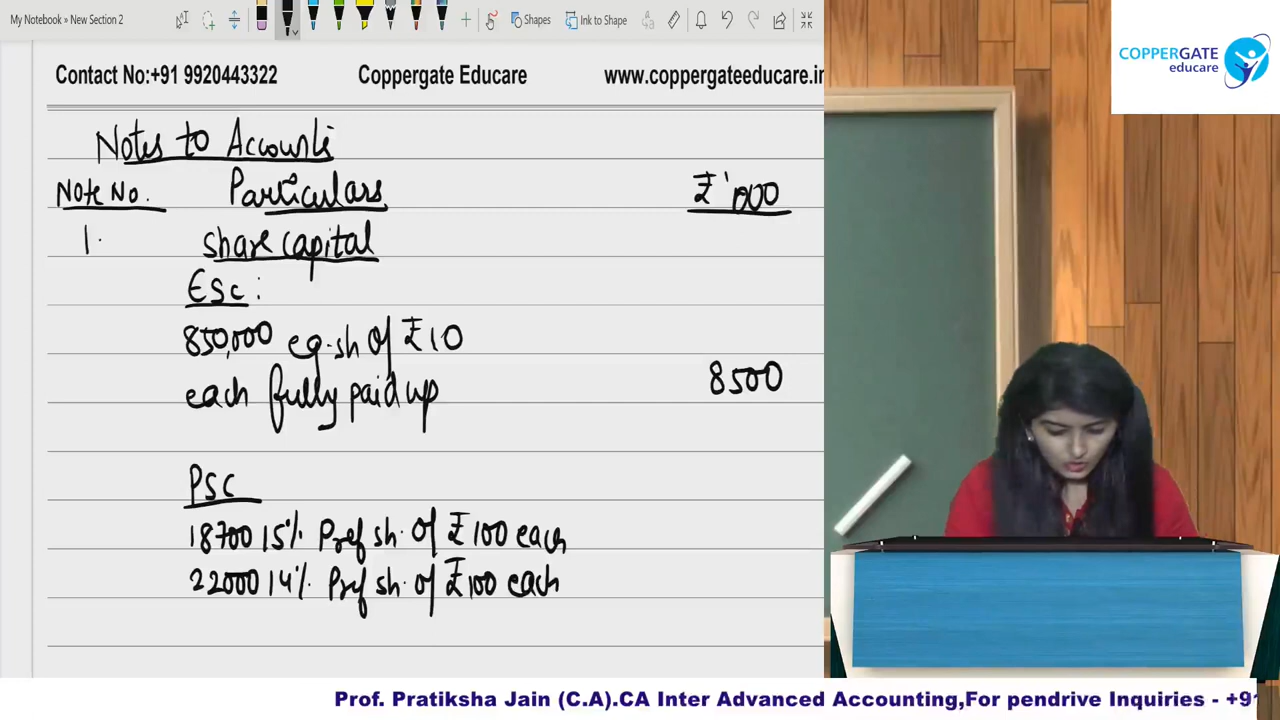 My Notebook » New Section 2
Shapes
Ink to Shape
COPPERGATE
educare
Contact No:+91 9920443322 Coppergate Educare www.coppergateeducare.in
Notes to Accounts
Note No. Particulars ₹'000
1. Share Capital
ESC :
850,000 eq. sh of ₹10
each fully paid up 8500
PSC
18700 15% Pref sh. of ₹100 each
22000 14% Pref sh. of ₹100 each
Prof. Pratiksha Jain (C.A).CA Inter Advanced Accounting,For pendrive Inquiries - +91